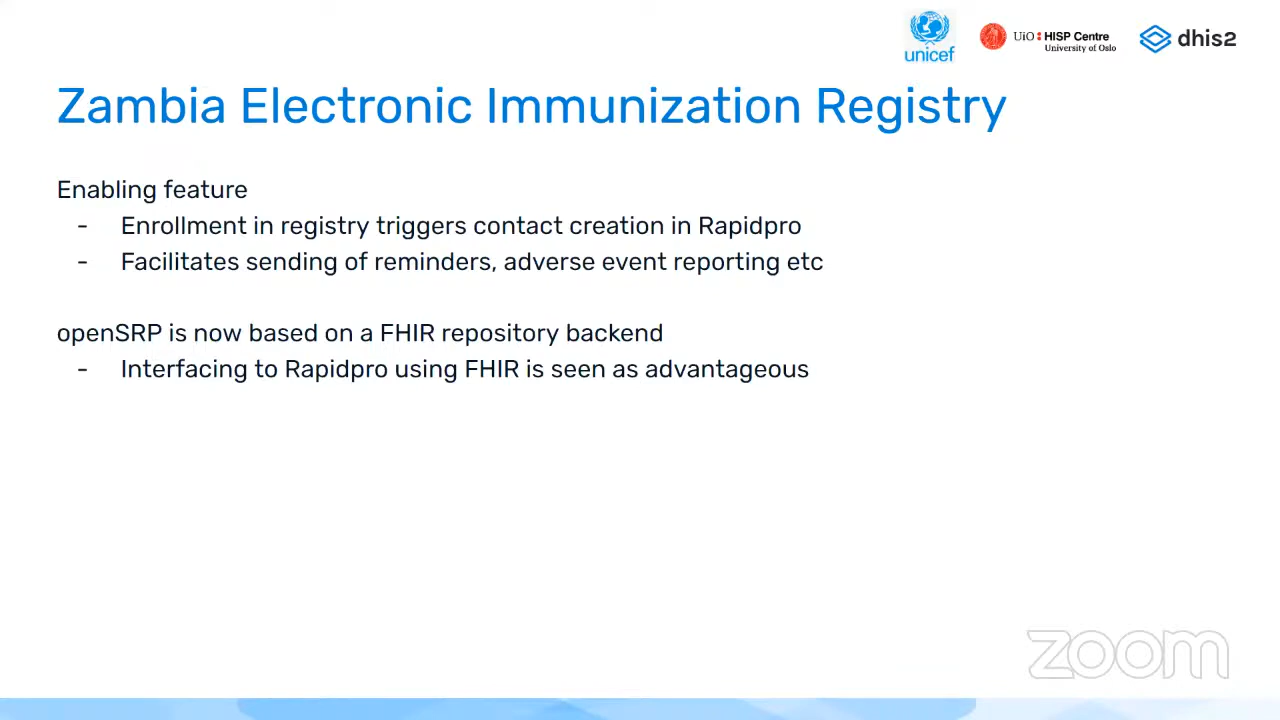 unicef
UiO HISP Centre
University of Oslo
dhis2
Zambia Electronic Immunization Registry
Enabling feature
- Enrollment in registry triggers contact creation in Rapidpro
- Facilitates sending of reminders, adverse event reporting etc
openSRP is now based on a FHIR repository backend
- Interfacing to Rapidpro using FHIR is seen as advantageous
zoom